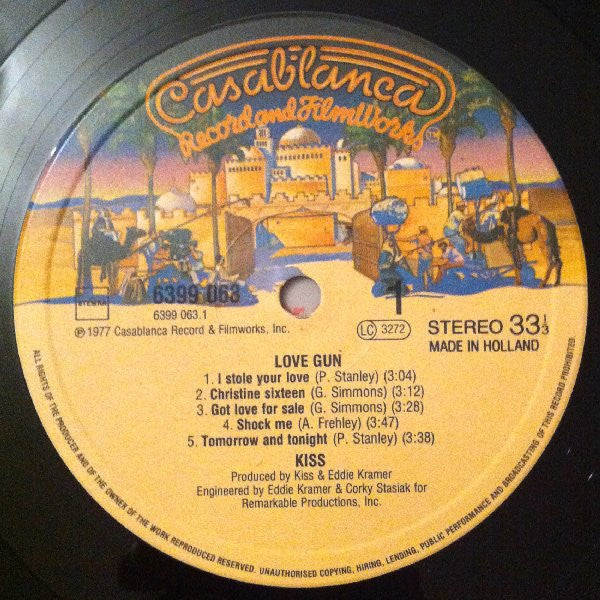 Casablanca
Record and FilmWorks™
STEMRA
6399 063
6399 063.1
℗ 1977 Casablanca Record & Filmworks, Inc.
1
LC 3272
STEREO 33⅓
MADE IN HOLLAND
LOVE GUN
1. I stole your love (P. Stanley) (3:04)
2. Christine sixteen (G. Simmons) (3:12)
3. Got love for sale (G. Simmons) (3:28)
4. Shock me (A. Frehley) (3:47)
5. Tomorrow and tonight (P. Stanley) (3:38)
KISS
Produced by Kiss & Eddie Kramer
Engineered by Eddie Kramer & Corky Stasiak for
Remarkable Productions, Inc.
ALL RIGHTS OF THE PRODUCER AND OF THE OWNER OF THE WORK REPRODUCED RESERVED. UNAUTHORISED COPYING, HIRING, LENDING, PUBLIC PERFORMANCE AND BROADCASTING OF THIS RECORD PROHIBITED